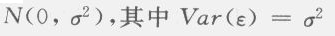 N(0, σ²),其中 Var(ε) = σ²